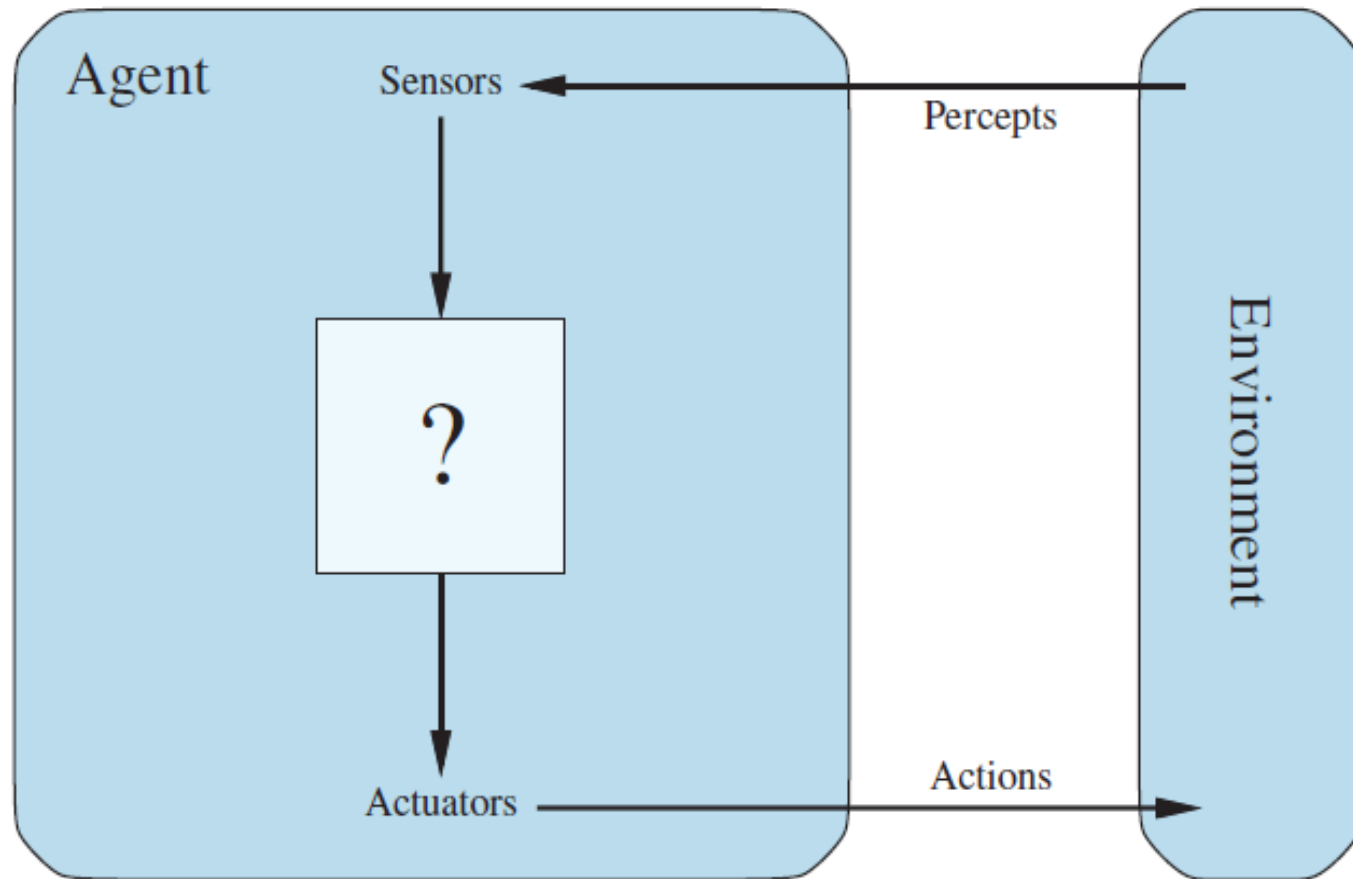 Agent
Sensors
Percepts
?
Environment
Actions
Actuators